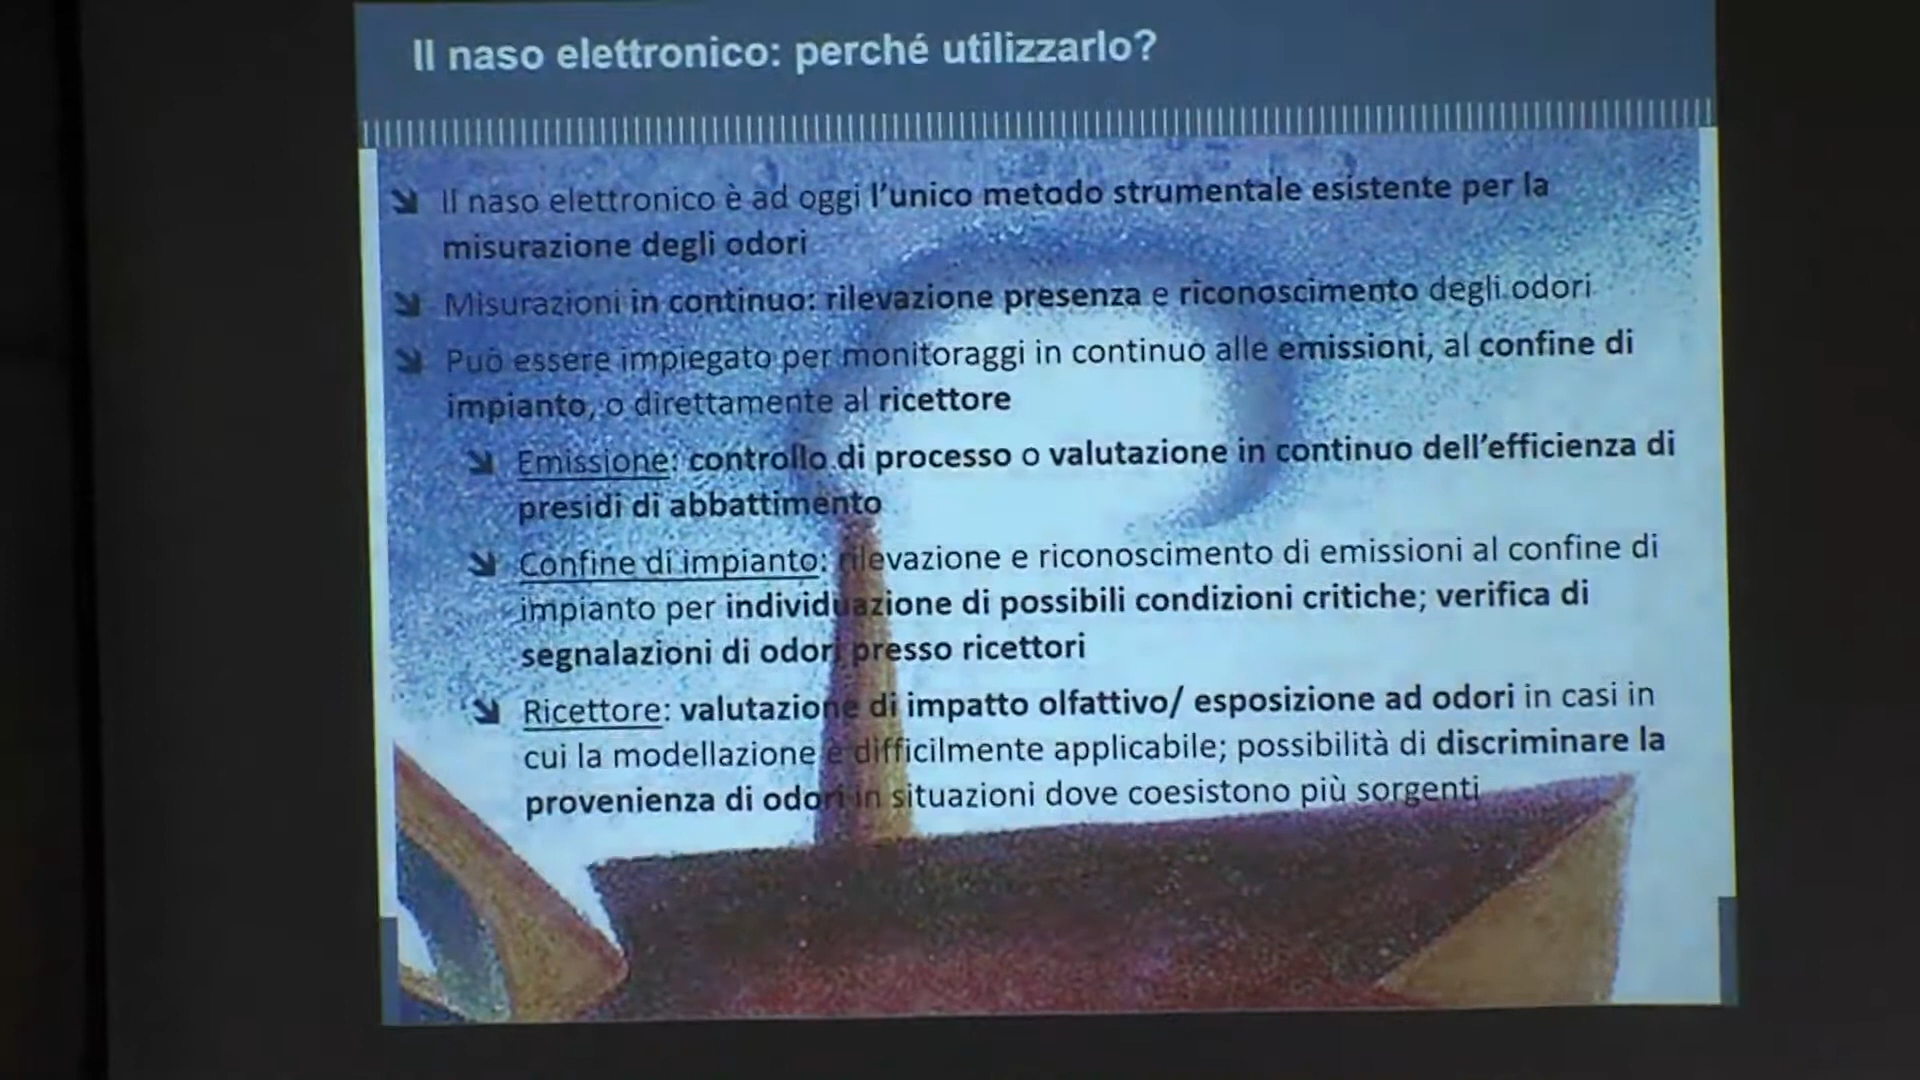 Il naso elettronico: perché utilizzarlo?
Il naso elettronico è ad oggi l'unico metodo strumentale esistente per la
misurazione degli odori
Misurazioni in continuo: rilevazione presenza e riconoscimento degli odori
Può essere impiegato per monitoraggi in continuo alle emissioni, al confine di
impianto, o direttamente al ricettore
Emissione: controllo di processo o valutazione in continuo dell'efficienza di
presidi di abbattimento
Confine di impianto: rilevazione e riconoscimento di emissioni al confine di
impianto per individuazione di possibili condizioni critiche; verifica di
segnalazioni di odori presso ricettori
Ricettore: valutazione di impatto olfattivo/ esposizione ad odori in casi in
cui la modellazione è difficilmente applicabile; possibilità di discriminare la
provenienza di odori in situazioni dove coesistono più sorgenti